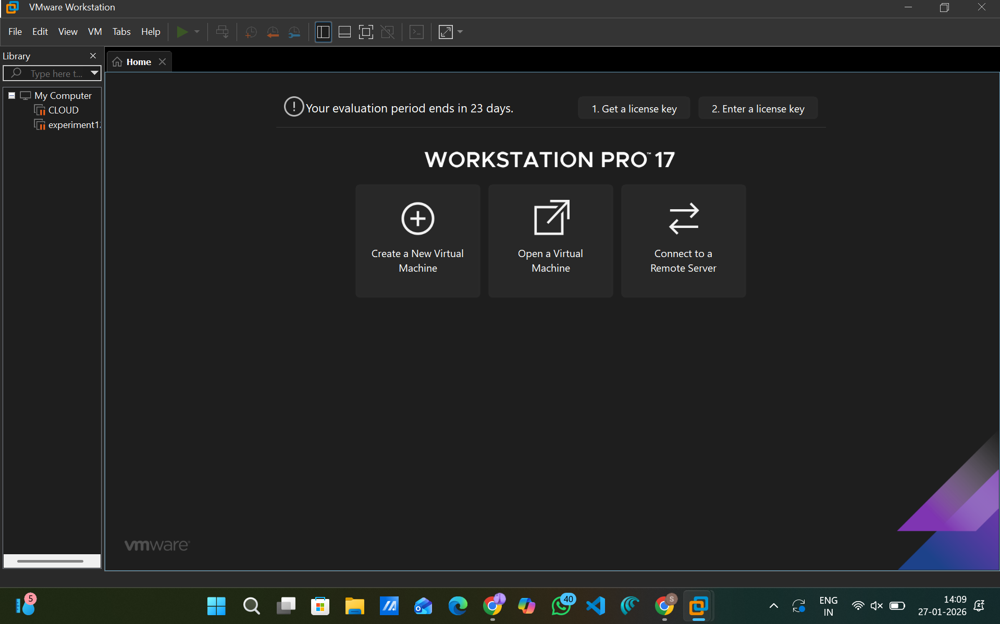 VMware Workstation
File Edit View VM Tabs Help
Library
Type here t...
Home
My Computer
CLOUD
experiment1
Your evaluation period ends in 23 days.
1. Get a license key
2. Enter a license key
WORKSTATION PRO™ 17
Create a New Virtual
Machine
Open a Virtual
Machine
Connect to a
Remote Server
vmware®
5
40
S
ENG
IN
14:09
27-01-2026